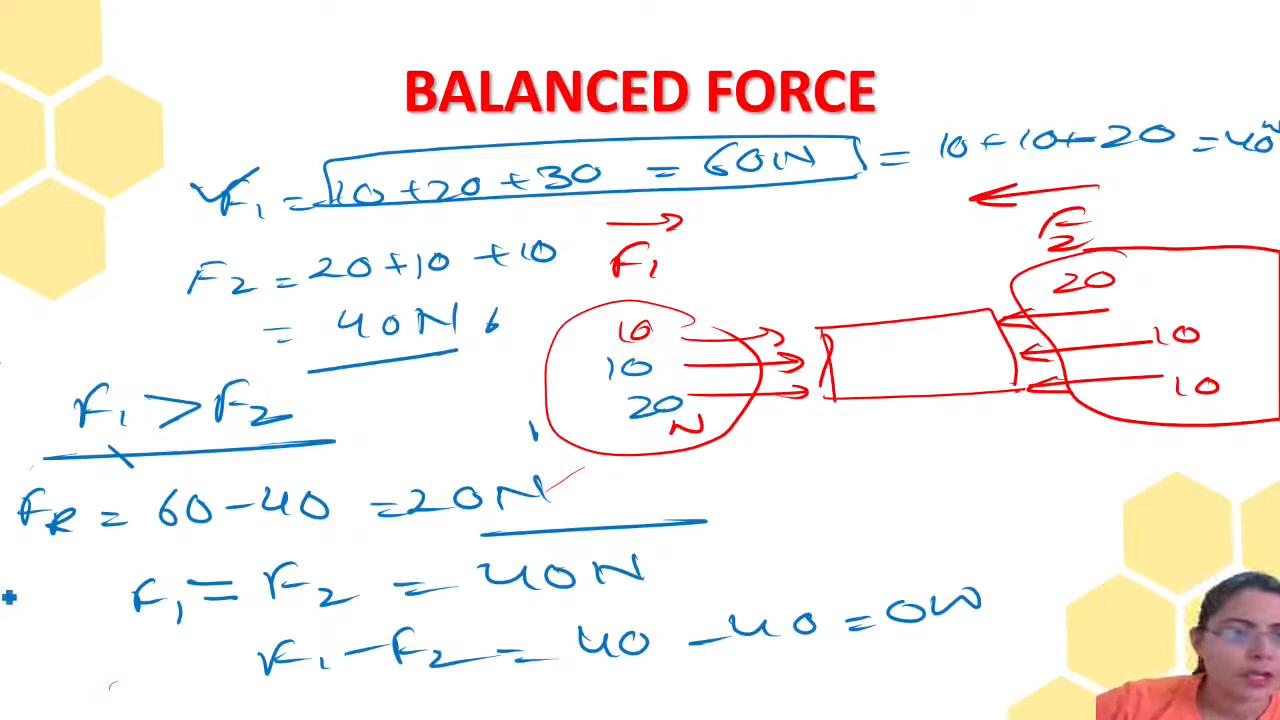 BALANCED FORCE
F1 = 10 + 20 + 30 = 60N = 10 + 10 + 20 = 40N
F2 = 20 + 10 + 10
= 40N
F1
F2
10
10
20
N
20
10
10
F1 > F2
FR = 60 - 40 = 20N
F1 = F2 = 40N
F1 - F2 = 40 - 40 = 0N